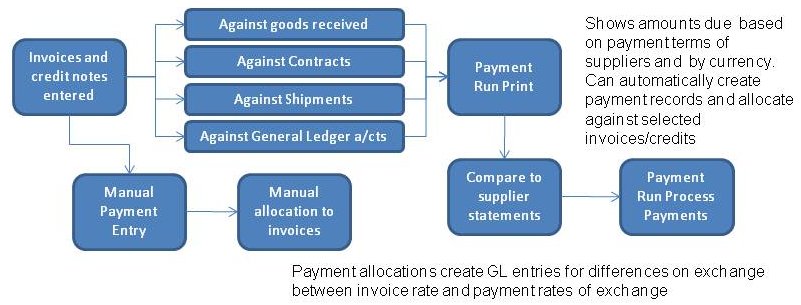 Invoices and
credit notes
entered
Against goods received
Against Contracts
Against Shipments
Against General Ledger a/cts
Payment
Run Print
Shows amounts due based
on payment terms of
suppliers and by currency.
Can automatically create
payment records and allocate
against selected
invoices/credits
Manual
Payment
Entry
Manual
allocation to
invoices
Compare to
supplier
statements
Payment
Run Process
Payments
Payment allocations create GL entries for differences on exchange
between invoice rate and payment rates of exchange